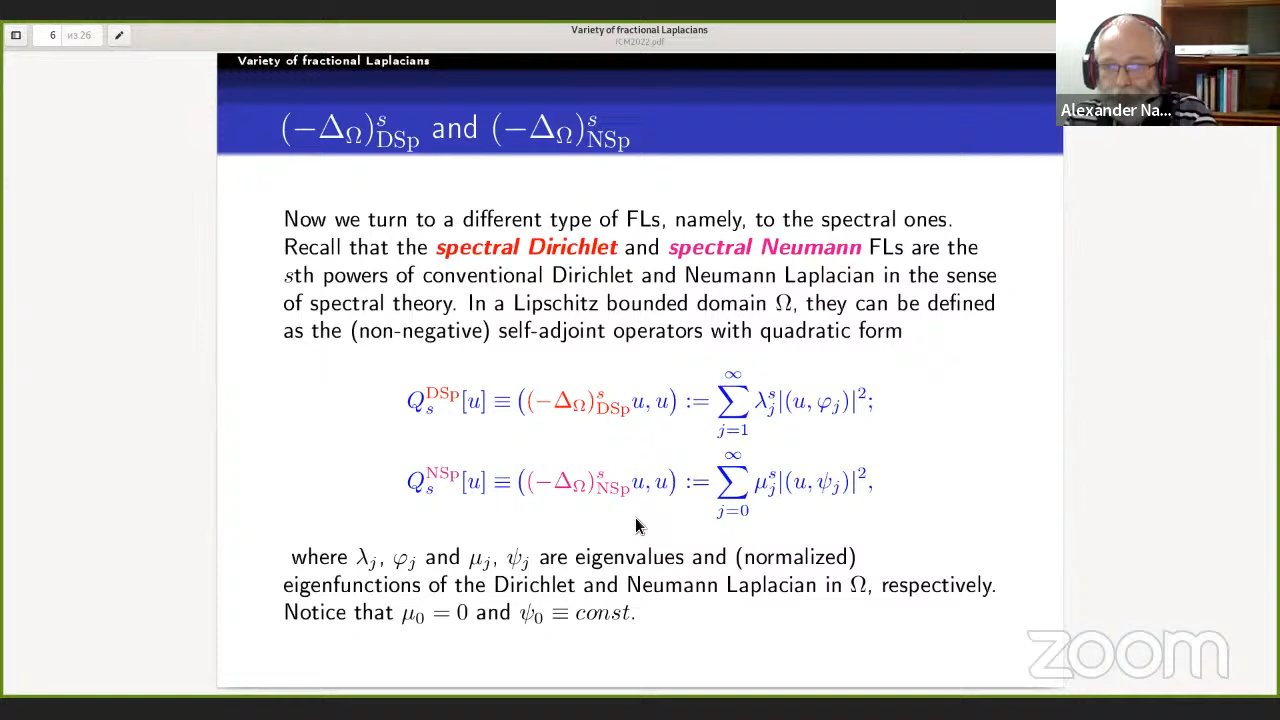 Variety of fractional Laplacians
ICM2022.pdf
6 из 26
Variety of fractional Laplacians
Alexander Na...
(−Δ_Ω)^s_DSp and (−Δ_Ω)^s_NSp
Now we turn to a different type of FLs, namely, to the spectral ones.
Recall that the spectral Dirichlet and spectral Neumann FLs are the
sth powers of conventional Dirichlet and Neumann Laplacian in the sense
of spectral theory. In a Lipschitz bounded domain Ω, they can be defined
as the (non-negative) self-adjoint operators with quadratic form
Q_s^DSp[u] ≡ ((−Δ_Ω)^s_DSp u, u) := ∑_{j=1}^∞ λ_j^s |(u, φ_j)|²;
Q_s^NSp[u] ≡ ((−Δ_Ω)^s_NSp u, u) := ∑_{j=0}^∞ μ_j^s |(u, ψ_j)|²,
where λ_j, φ_j and μ_j, ψ_j are eigenvalues and (normalized)
eigenfunctions of the Dirichlet and Neumann Laplacian in Ω, respectively.
Notice that μ_0 = 0 and ψ_0 ≡ const.
zoom